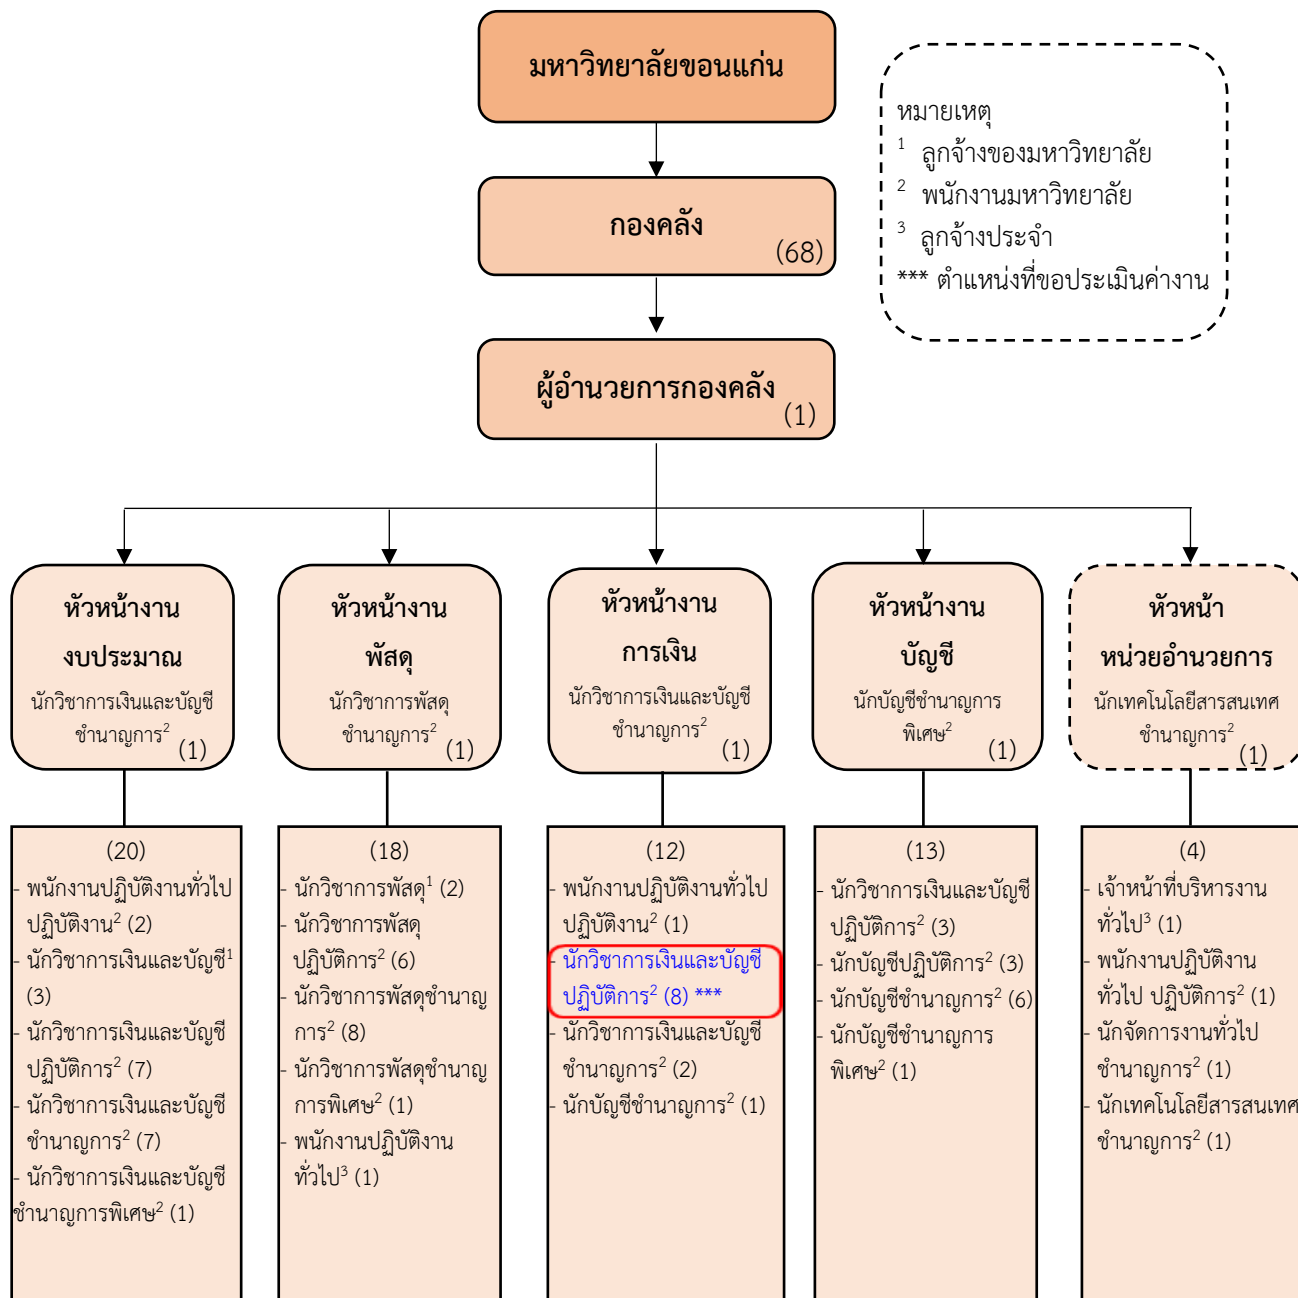 มหาวิทยาลัยขอนแก่น
หมายเหตุ
¹ ลูกจ้างของมหาวิทยาลัย
² พนักงานมหาวิทยาลัย
³ ลูกจ้างประจำ
*** ตำแหน่งที่ขอประเมินค่างาน
กองคลัง
(68)
ผู้อำนวยการกองคลัง
(1)
หัวหน้างาน
งบประมาณ
นักวิชาการเงินและบัญชี
ชำนาญการ²
(1)
หัวหน้างาน
พัสดุ
นักวิชาการพัสดุ
ชำนาญการ²
(1)
หัวหน้างาน
การเงิน
นักวิชาการเงินและบัญชี
ชำนาญการ²
(1)
หัวหน้างาน
บัญชี
นักบัญชีชำนาญการ
พิเศษ²
(1)
หัวหน้า
หน่วยอำนวยการ
นักเทคโนโลยีสารสนเทศ
ชำนาญการ²
(1)
(20)
- พนักงานปฏิบัติงานทั่วไป
ปฏิบัติงาน² (2)
- นักวิชาการเงินและบัญชี¹
(3)
- นักวิชาการเงินและบัญชี
ปฏิบัติการ² (7)
- นักวิชาการเงินและบัญชี
ชำนาญการ² (7)
- นักวิชาการเงินและบัญชี
ชำนาญการพิเศษ² (1)
(18)
- นักวิชาการพัสดุ¹ (2)
- นักวิชาการพัสดุ
ปฏิบัติการ² (6)
- นักวิชาการพัสดุชำนาญ
การ² (8)
- นักวิชาการพัสดุชำนาญ
การพิเศษ² (1)
- พนักงานปฏิบัติงาน
ทั่วไป³ (1)
(12)
- พนักงานปฏิบัติงานทั่วไป
ปฏิบัติงาน² (1)
- นักวิชาการเงินและบัญชี
ปฏิบัติการ² (8) ***
- นักวิชาการเงินและบัญชี
ชำนาญการ² (2)
- นักบัญชีชำนาญการ² (1)
(13)
- นักวิชาการเงินและบัญชี
ปฏิบัติการ² (3)
- นักบัญชีปฏิบัติการ² (3)
- นักบัญชีชำนาญการ² (6)
- นักบัญชีชำนาญการ
พิเศษ² (1)
(4)
- เจ้าหน้าที่บริหารงาน
ทั่วไป³ (1)
- พนักงานปฏิบัติงาน
ทั่วไป ปฏิบัติการ² (1)
- นักจัดการงานทั่วไป
ชำนาญการ² (1)
- นักเทคโนโลยีสารสนเทศ
ชำนาญการ² (1)